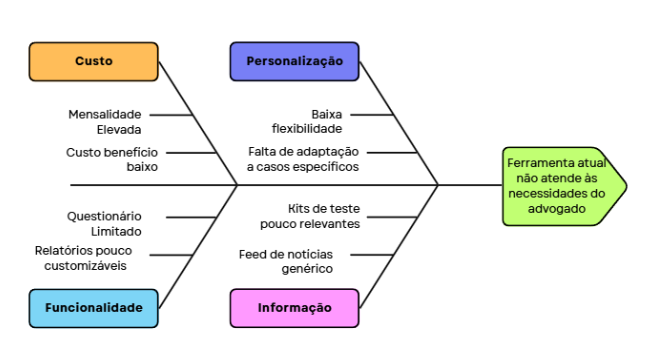 Custo
Personalização
Mensalidade
Elevada
Baixa
flexibilidade
Custo benefício
baixo
Falta de adaptação
a casos específicos
Ferramenta atual
não atende às
necessidades do
advogado
Questionário
Limitado
Kits de teste
pouco relevantes
Relatórios pouco
customizáveis
Feed de notícias
genérico
Funcionalidade
Informação